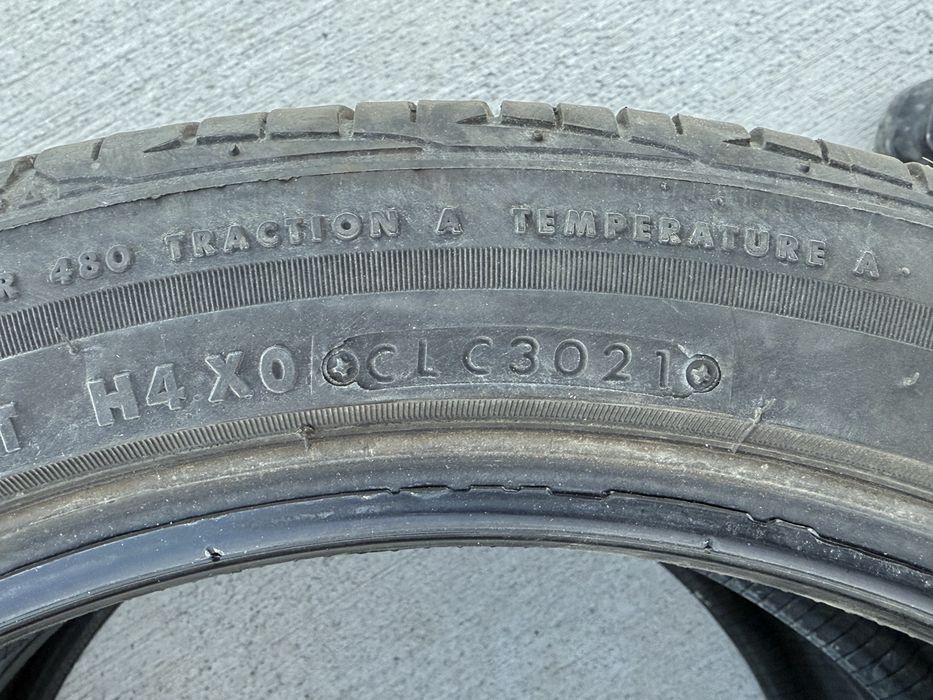 480 TRACTION A TEMPERATURE A
T H4X0 CLC3021